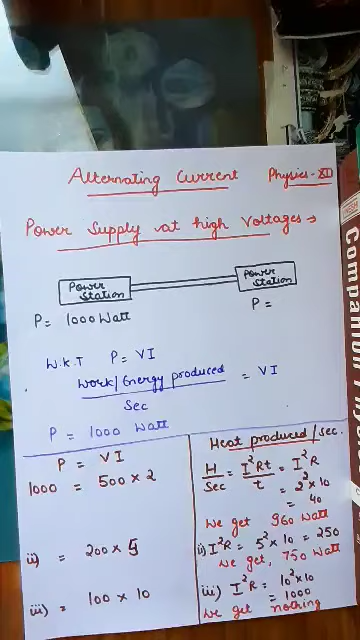 Alternating Current Physics-XII
Power Supply at high Voltages →
Power Station
Power Station
P = 1000 Watt
P =
W.K.T P = VI
Work/Energy produced / Sec = VI
P = 1000 Watt
P = VI
1000 = 500 × 2
ii) = 200 × 5
iii) = 100 × 10
Heat produced/sec.
H/Sec = I²Rt/t = I²R
= 2² × 10
= 40
We get 960 Watt
ii) I²R = 5² × 10 = 250
We get, 750 Watt
iii) I²R = 10² × 10
= 1000
We get nothing
Companion